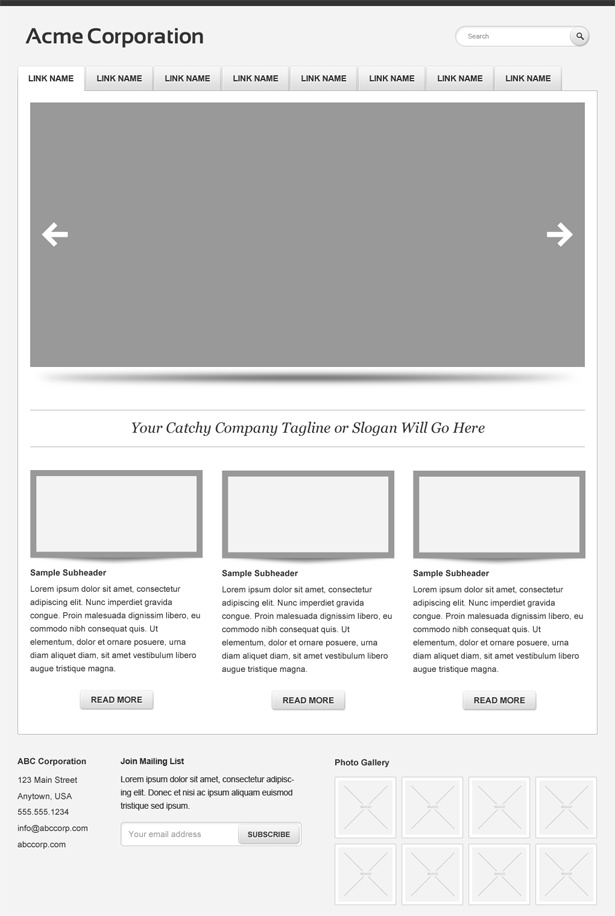 Acme Corporation
Search
LINK NAME LINK NAME LINK NAME LINK NAME LINK NAME LINK NAME LINK NAME LINK NAME
Your Catchy Company Tagline or Slogan Will Go Here
Sample Subheader
Lorem ipsum dolor sit amet, consectetur
adipiscing elit. Nunc imperdiet gravida
congue. Proin malesuada dignissim libero, eu
commodo nibh consequat quis. Ut
elementum, dolor et ornare posuere, urna
diam aliquet diam, sit amet vestibulum libero
augue tristique magna.
READ MORE
Sample Subheader
Lorem ipsum dolor sit amet, consectetur
adipiscing elit. Nunc imperdiet gravida
congue. Proin malesuada dignissim libero, eu
commodo nibh consequat quis. Ut
elementum, dolor et ornare posuere, urna
diam aliquet diam, sit amet vestibulum libero
augue tristique magna.
READ MORE
Sample Subheader
Lorem ipsum dolor sit amet, consectetur
adipiscing elit. Nunc imperdiet gravida
congue. Proin malesuada dignissim libero, eu
commodo nibh consequat quis. Ut
elementum, dolor et ornare posuere, urna
diam aliquet diam, sit amet vestibulum libero
augue tristique magna.
READ MORE
ABC Corporation
123 Main Street
Anytown, USA
555.555.1234
info@abccorp.com
abccorp.com
Join Mailing List
Lorem ipsum dolor sit amet, consectetur adipisc-
ing elit. Donec et nisi ac ipsum aliquam euismod
tristique sed ipsum.
Your email address
SUBSCRIBE
Photo Gallery